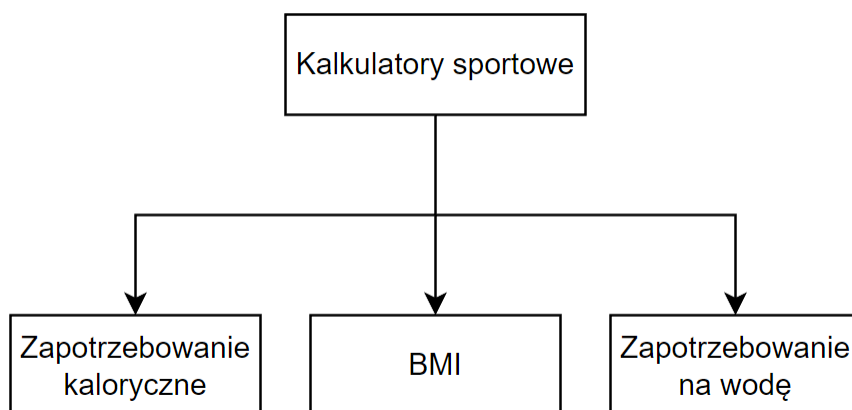 Kalkulatory sportowe
Zapotrzebowanie
kaloryczne
BMI
Zapotrzebowanie
na wodę